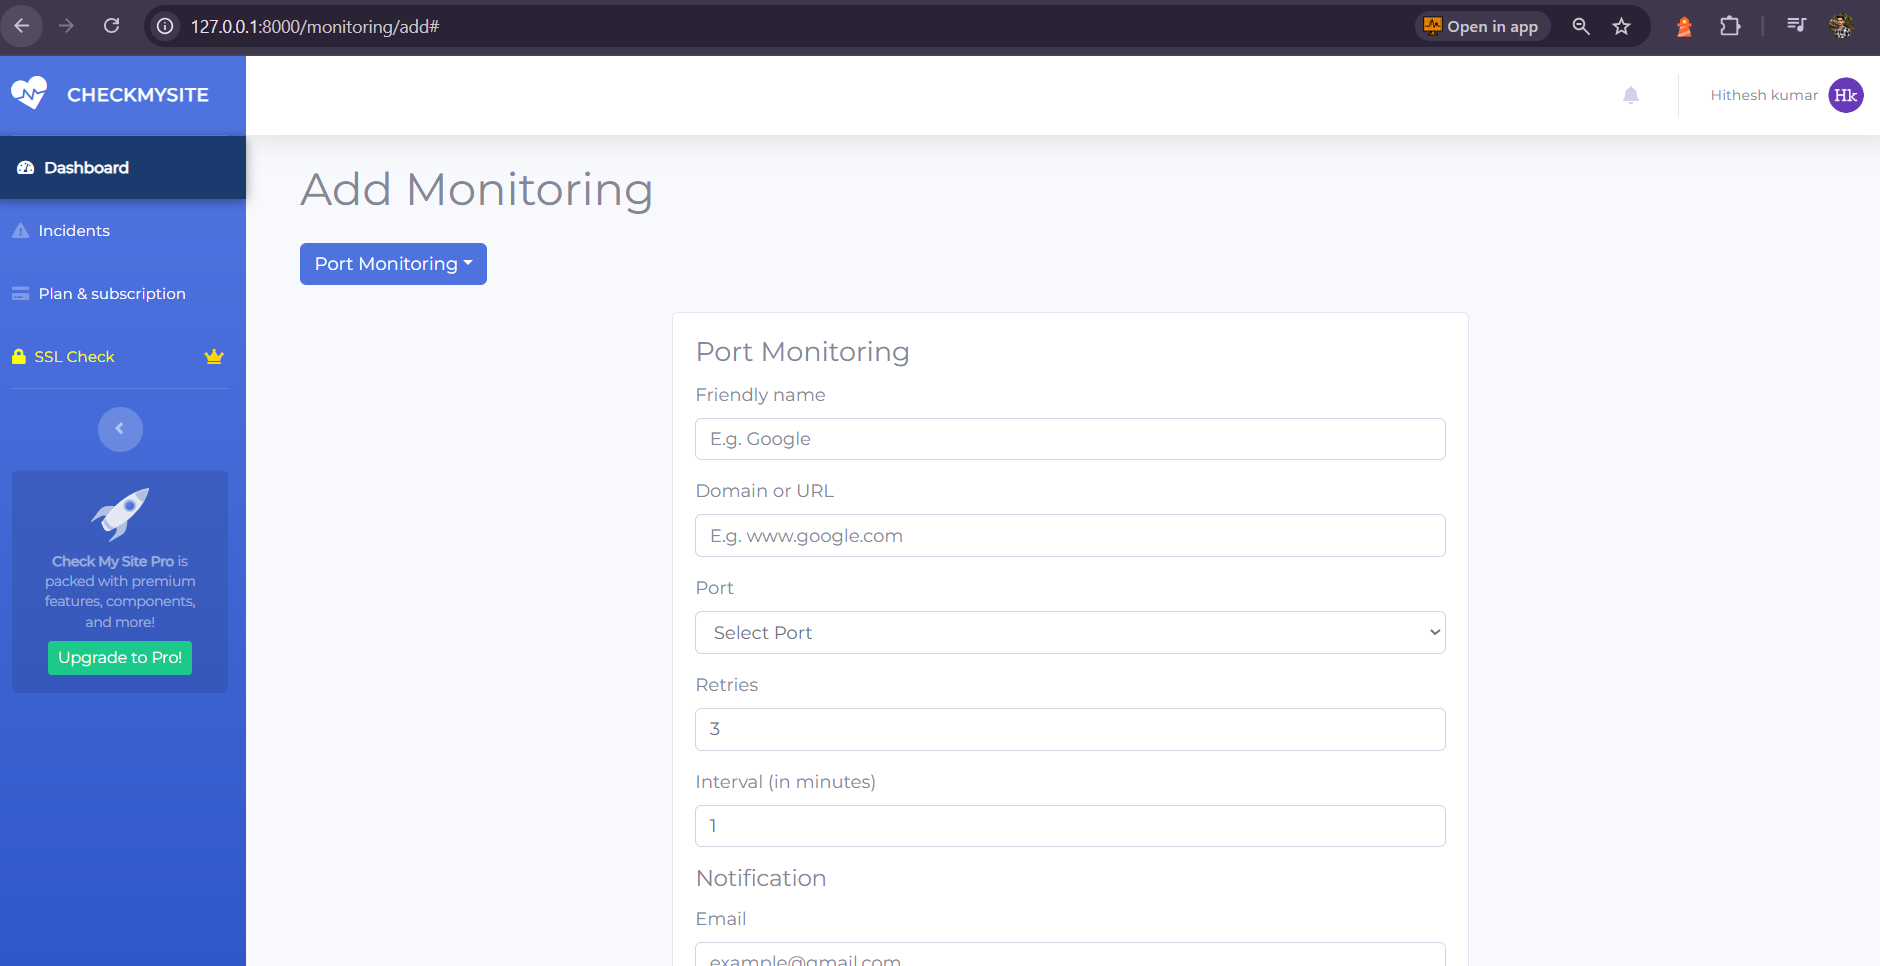 127.0.0.1:8000/monitoring/add#
Open in app
CHECKMYSITE
Hithesh kumar
Hk
Dashboard
Incidents
Plan & subscription
SSL Check
Check My Site Pro is
packed with premium
features, components,
and more!
Upgrade to Pro!
Add Monitoring
Port Monitoring
Port Monitoring
Friendly name
E.g. Google
Domain or URL
E.g. www.google.com
Port
Select Port
Retries
3
Interval (in minutes)
1
Notification
Email
example@gmail.com